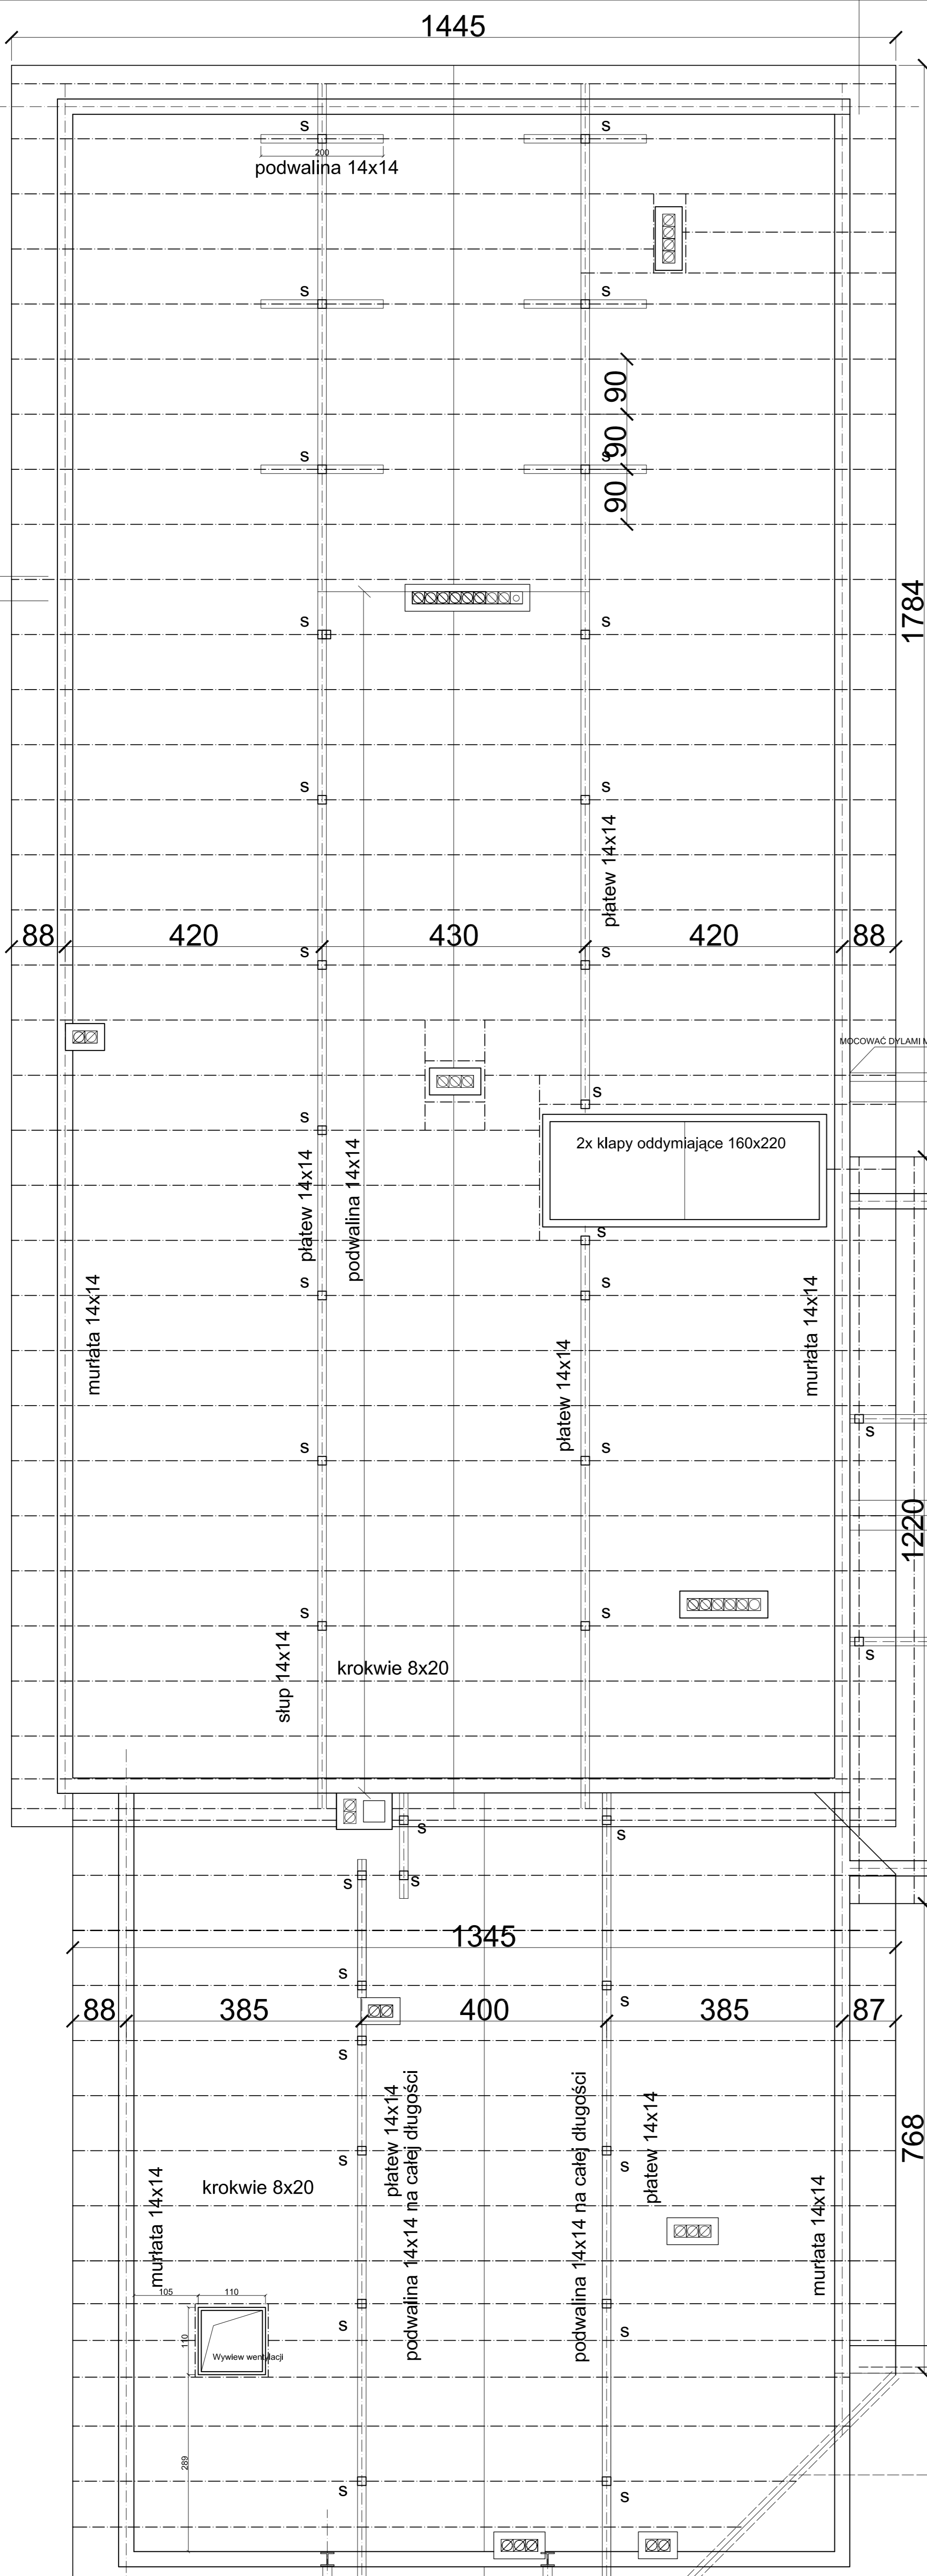 1445
s
s
200
podwalina 14x14
s
s
90
90
s
s
90
1784
s
s
s
s
płatew 14x14
88
420
430
420
88
s
s
MOCOWAĆ DYLAMI M
s
s
2x klapy oddymiające 160x220
płatew 14x14
podwalina 14x14
s
s
s
murłata 14x14
murłata 14x14
płatew 14x14
s
s
s
1220
s
s
s
słup 14x14
krokwie 8x20
s
s
s
s
1345
s
s
88
385
400
385
87
s
płatew 14x14
podwalina 14x14 na całej długości
podwalina 14x14 na całej długości
płatew 14x14
768
s
s
murłata 14x14
krokwie 8x20
murłata 14x14
105
110
110
s
s
Wywiew wentylacji
289
s
s